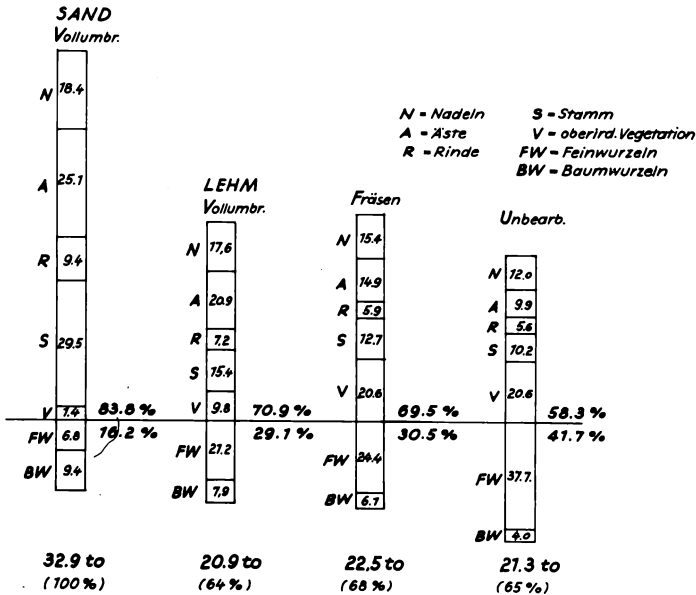 SAND
Vollumbr.
N 18.4
A 25.1
R 9.4
S 29.5
V 1.4 83.8 %
FW 6.8 16.2 %
BW 9.4
32.9 to
(100 %)
LEHM
Vollumbr.
N 17,6
A 20.9
R 7.2
S 15.4
V 9.8 70.9 %
FW 21.2 29.1 %
BW 7,9
20.9 to
(64 %)
Fräsen
N 15.4
A 14.9
R 5.9
S 12.7
V 20.6 69.5 %
FW 24.4 30.5 %
BW 6.1
22,5 to
(68 %)
Unbearb.
N 12.0
A 9.9
R 5.6
S 10.2
V 20.6 58.3 %
FW 37.7. 41.7 %
BW 4.0
21.3 to
(65 %)
N = Nadeln S = Stamm
A = Äste V = oberird. Vegetation
R = Rinde FW = Feinwurzeln
BW = Baumwurzeln